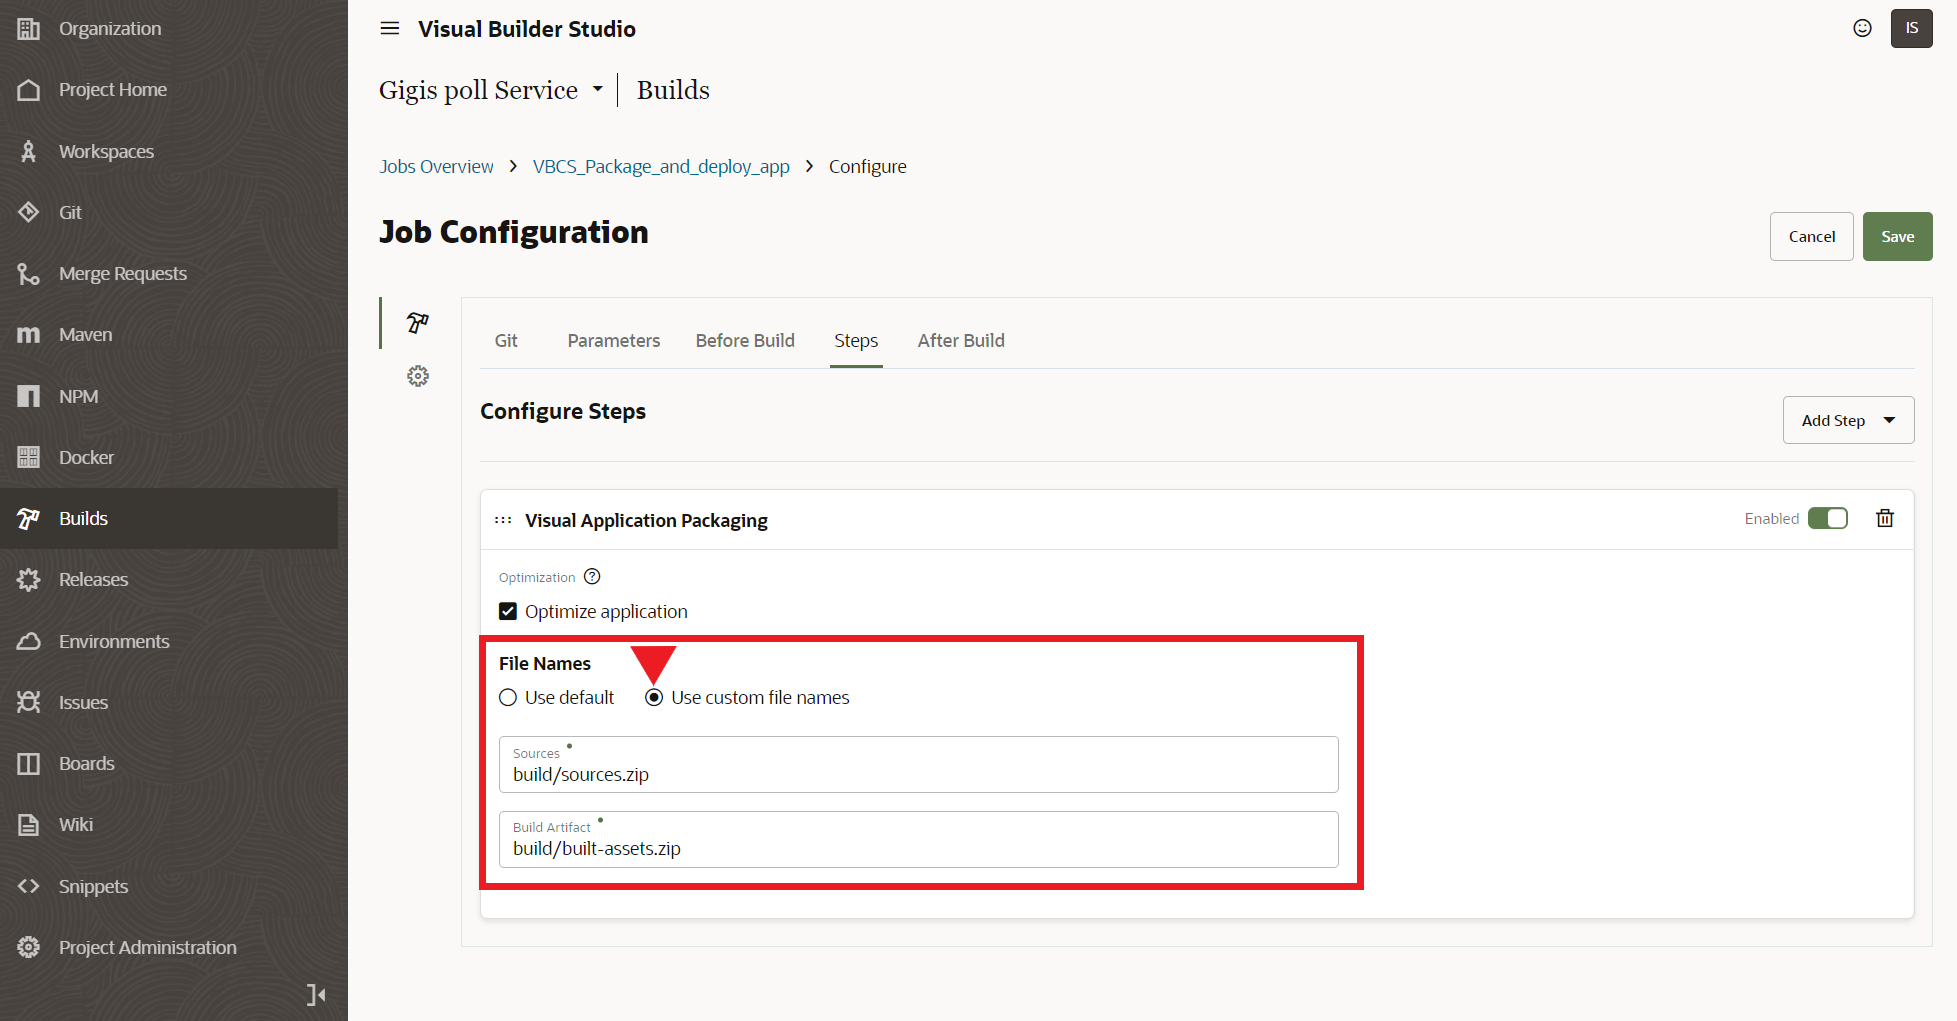 Organization
Project Home
Workspaces
Git
Merge Requests
Maven
NPM
Docker
Builds
Releases
Environments
Issues
Boards
Wiki
Snippets
Project Administration
Visual Builder Studio
IS
Gigis poll Service
Builds
Jobs Overview > VBCS_Package_and_deploy_app > Configure
Job Configuration
Cancel
Save
Git
Parameters
Before Build
Steps
After Build
Configure Steps
Add Step
Visual Application Packaging
Enabled
Optimization ?
Optimize application
File Names
Use default
Use custom file names
Sources
build/sources.zip
Build Artifact
build/built-assets.zip